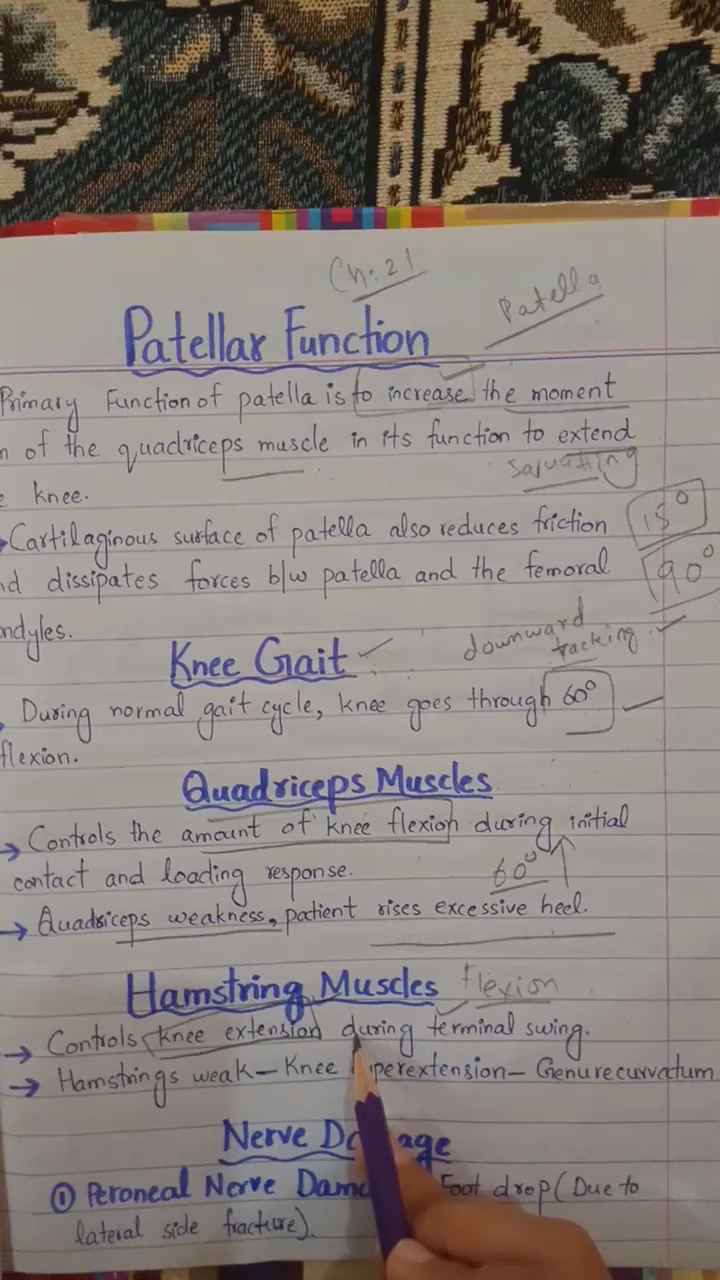 Ch. 21
Patella
Patellar Function
Primary Function of patella is to increase the moment
n of the quadriceps muscle in its function to extend
squatting
e knee.
Cartilaginous surface of patella also reduces friction
15°
nd dissipates forces b/w patella and the femoral
90°
ndyles.
downward
tracking
Knee Gait
During normal gait cycle, knee goes through 60°
flexion.
Quadriceps Muscles
→ Controls the amount of knee flexion during initial
contact and loading response.
60°
→ Quadriceps weakness, patient rises excessive heel.
Hamstring Muscles flexion
→ Controls knee extension during terminal swing.
→ Hamstrings weak – Knee perextension – Genurecurvatum
Nerve Da age
① Peroneal Nerve Dam Foot drop (Due to
lateral side fracture).